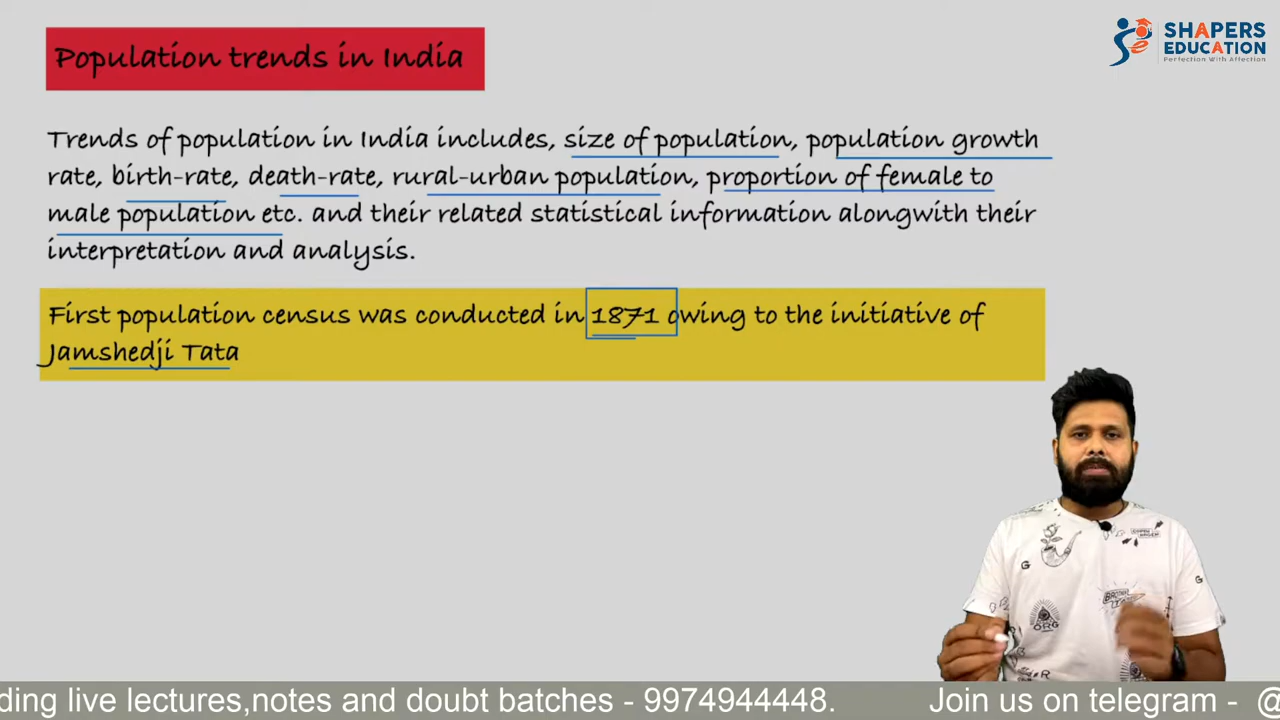 Population trends in India
SHAPERS
EDUCATION
Perfection With Affection
Trends of population in India includes, size of population, population growth
rate, birth-rate, death-rate, rural-urban population, proportion of female to
male population etc. and their related statistical information alongwith their
interpretation and analysis.
First population census was conducted in 1871 owing to the initiative of
Jamshedji Tata
ding live lectures,notes and doubt batches - 9974944448. Join us on telegram - @